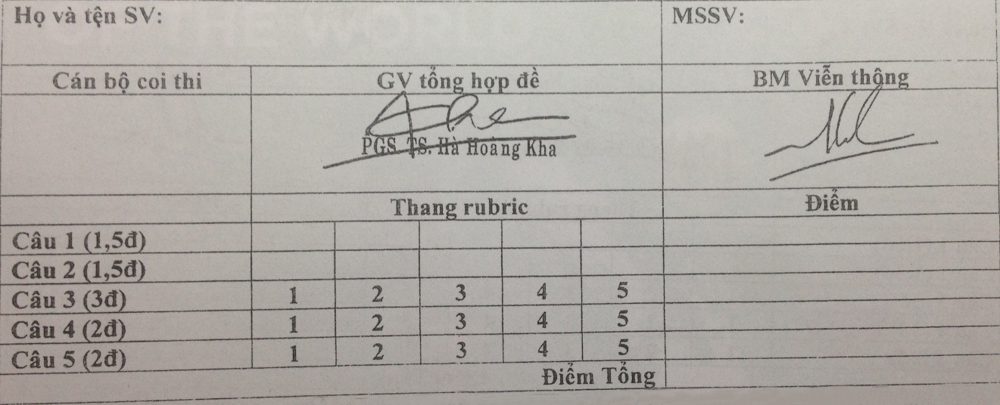 Họ và tện SV: MSSV:
Cán bộ coi thi GV tổng hợp đề BM Viễn thông
PGS. TS. Hà Hoàng Kha
Thang rubric Điểm
Câu 1 (1,5đ)
Câu 2 (1,5đ)
Câu 3 (3đ) 1 2 3 4 5
Câu 4 (2đ) 1 2 3 4 5
Câu 5 (2đ) 1 2 3 4 5
Điểm Tổng